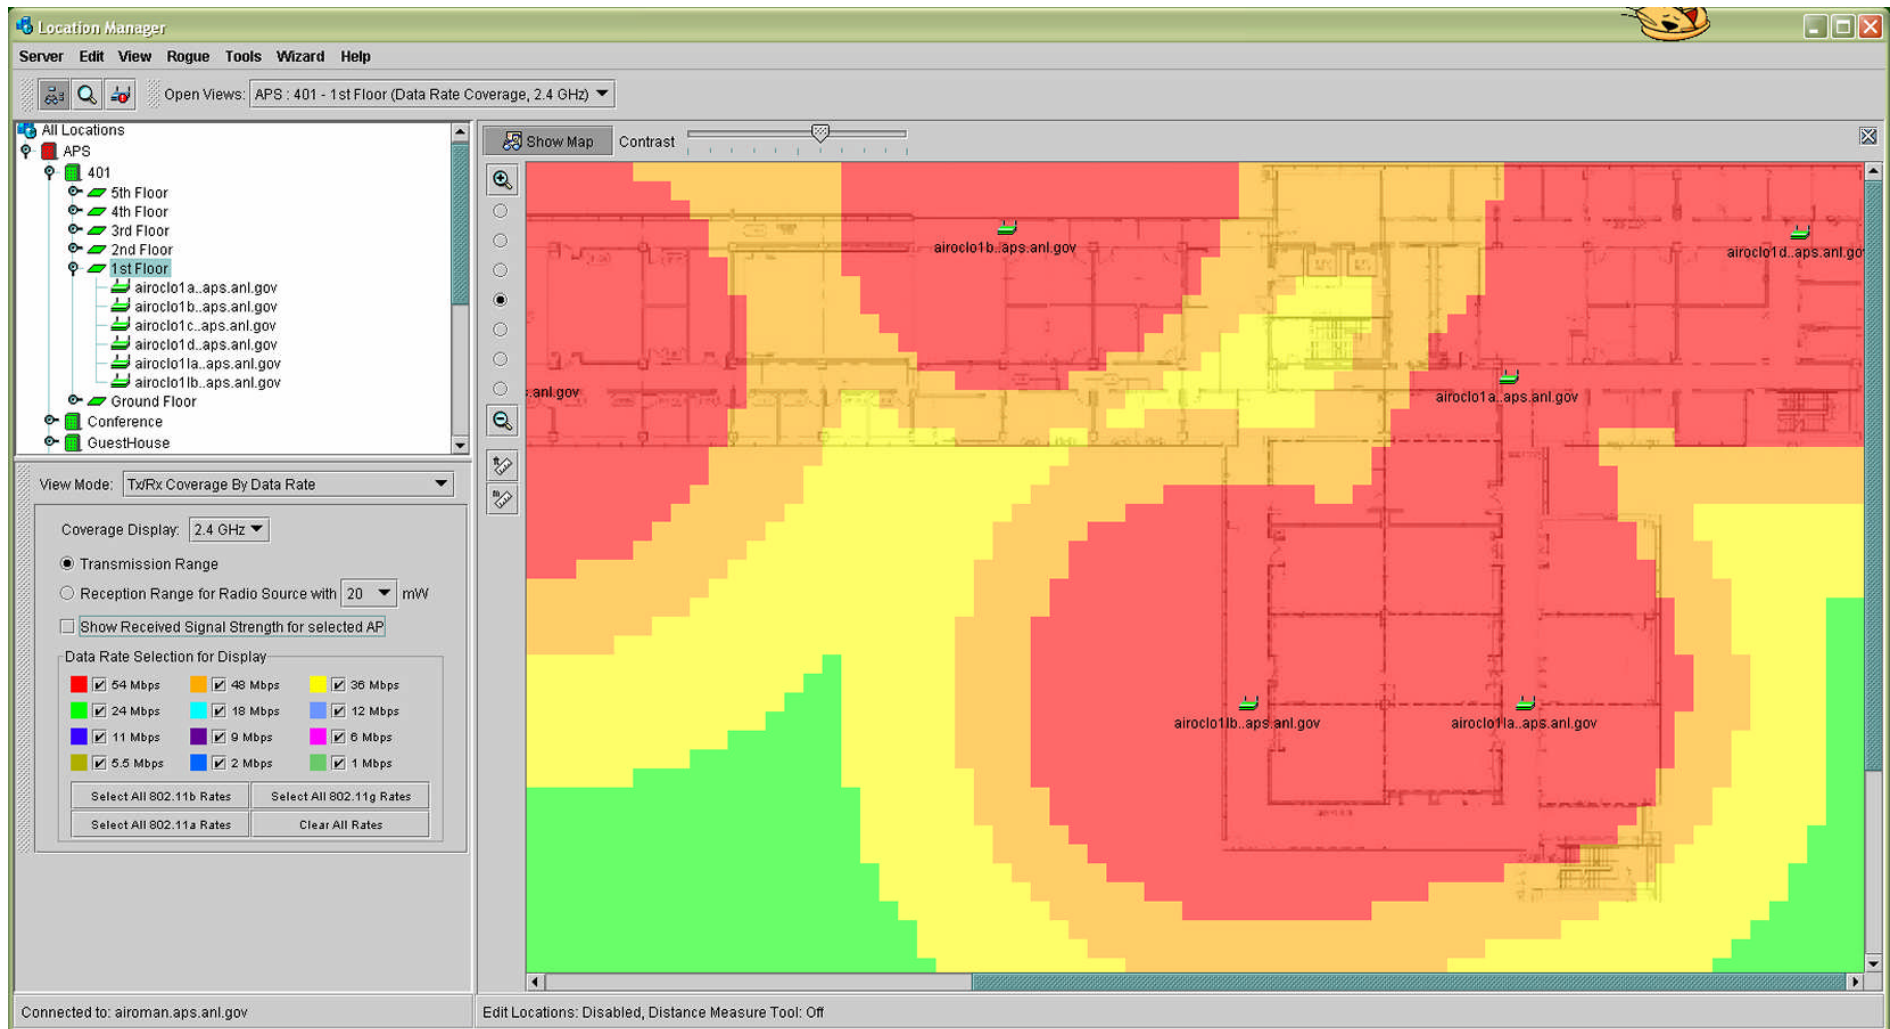 Location Manager
Server Edit View Rogue Tools Wizard Help
Open Views: APS : 401 - 1st Floor (Data Rate Coverage, 2.4 GHz)
All Locations
APS
401
5th Floor
4th Floor
3rd Floor
2nd Floor
1st Floor
airoclo1a..aps.anl.gov
airoclo1b..aps.anl.gov
airoclo1c..aps.anl.gov
airoclo1d..aps.anl.gov
airoclo1la..aps.anl.gov
airoclo1lb..aps.anl.gov
Ground Floor
Conference
GuestHouse
View Mode: Tx/Rx Coverage By Data Rate
Coverage Display: 2.4 GHz
Transmission Range
Reception Range for Radio Source with 20 mW
Show Received Signal Strength for selected AP
Data Rate Selection for Display
54 Mbps 48 Mbps 36 Mbps
24 Mbps 18 Mbps 12 Mbps
11 Mbps 9 Mbps 6 Mbps
5.5 Mbps 2 Mbps 1 Mbps
Select All 802.11b Rates Select All 802.11g Rates
Select All 802.11a Rates Clear All Rates
Show Map Contrast
airoclo1b..aps.anl.gov
airoclo1d..aps.anl.go
.anl.gov
airoclo1a..aps.anl.gov
airoclo1lb..aps.anl.gov
airoclo1la..aps.anl.gov
Connected to: airoman.aps.anl.gov
Edit Locations: Disabled, Distance Measure Tool: Off